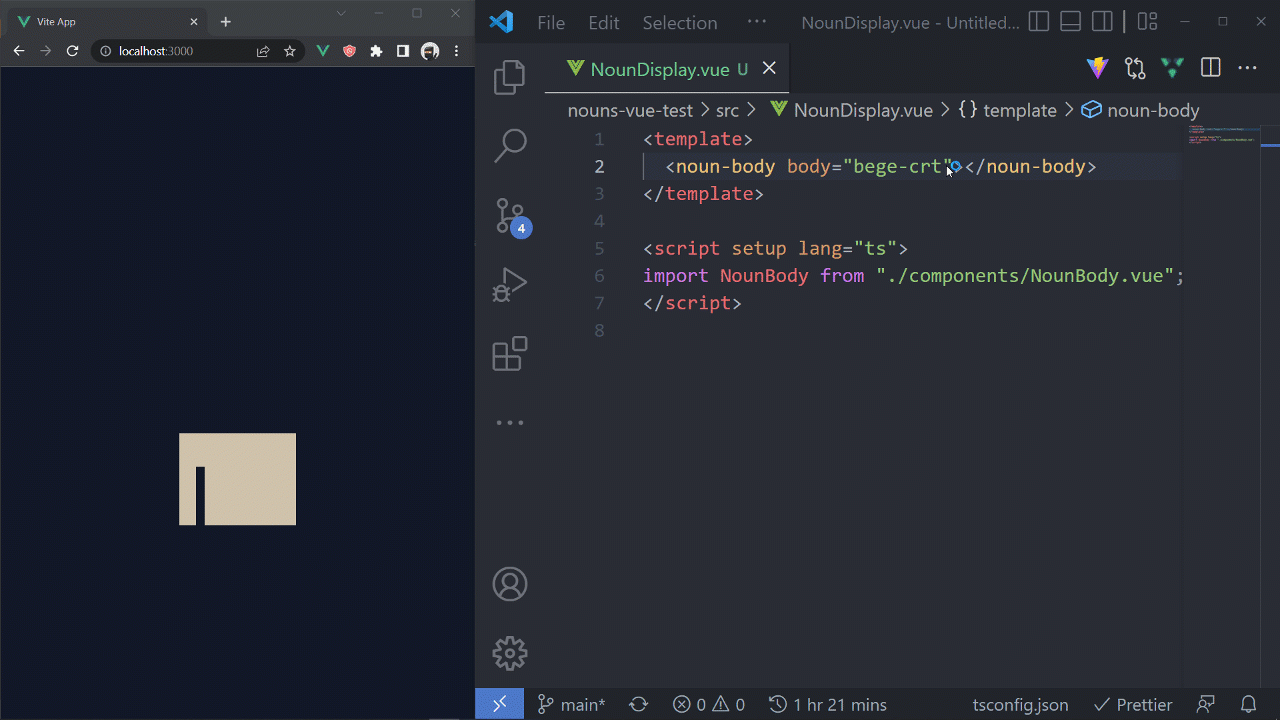 Vite App
localhost:3000
File Edit Selection ··· NounDisplay.vue - Untitled...
NounDisplay.vue U
nouns-vue-test > src > NounDisplay.vue > {} template > noun-body
1 <template>
2 <noun-body body="bege-crt"></noun-body>
3 </template>
4
5 <script setup lang="ts">
6 import NounBody from "./components/NounBody.vue";
7 </script>
8
4
main* 0 0 1 hr 21 mins tsconfig.json Prettier